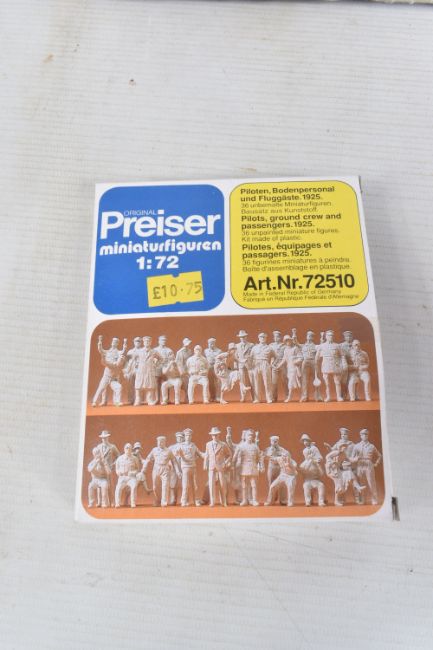 ORIGINAL
Preiser
miniaturfiguren
1:72
£10.75
Piloten, Bodenpersonal
und Fluggäste. 1925.
36 unbemalte Miniaturfiguren.
Bausatz aus Kunststoff.
Pilots, ground crew and
passengers. 1925.
36 unpainted miniature figures.
Kit made of plastic.
Pilotes, équipages et
passagers. 1925.
36 figurines miniatures à peindre.
Boîte d'assemblage en plastique.
Art.Nr.72510
Made in Federal Republic of Germany
Fabriqué en République Fédérale d'Allemagne